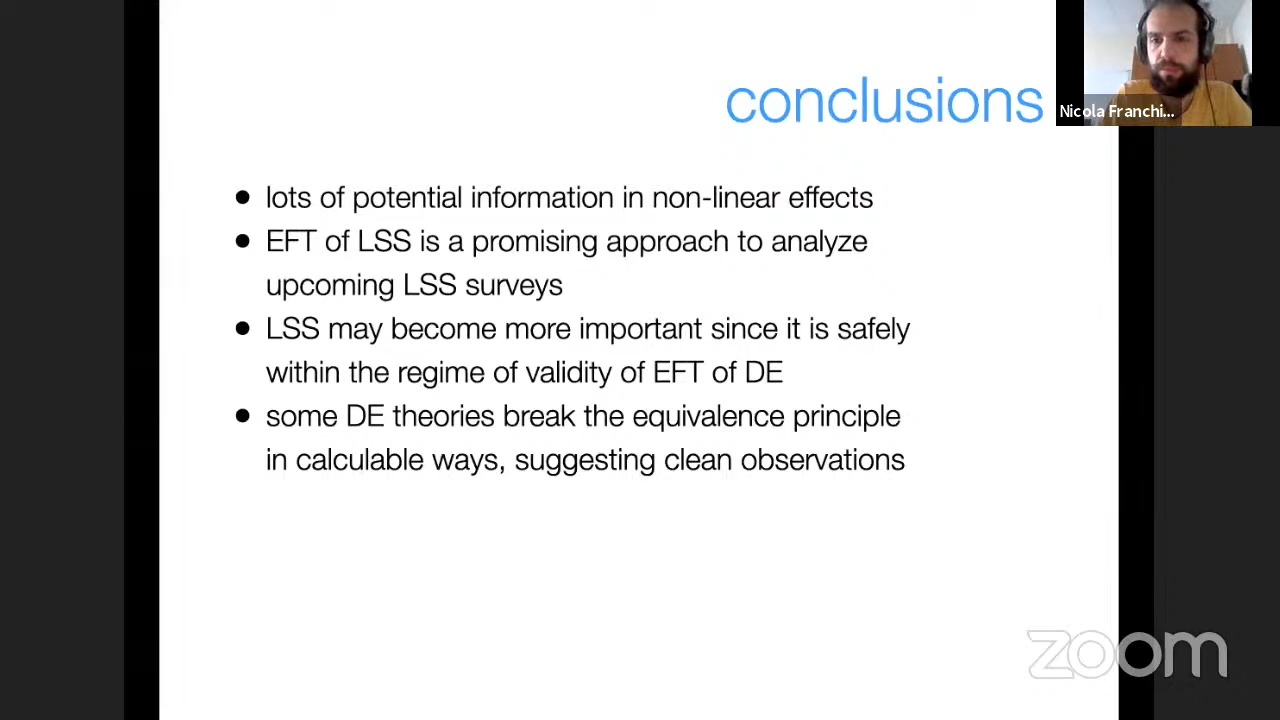 conclusions
Nicola Franchi...
• lots of potential information in non-linear effects
• EFT of LSS is a promising approach to analyze
upcoming LSS surveys
• LSS may become more important since it is safely
within the regime of validity of EFT of DE
• some DE theories break the equivalence principle
in calculable ways, suggesting clean observations
zoom